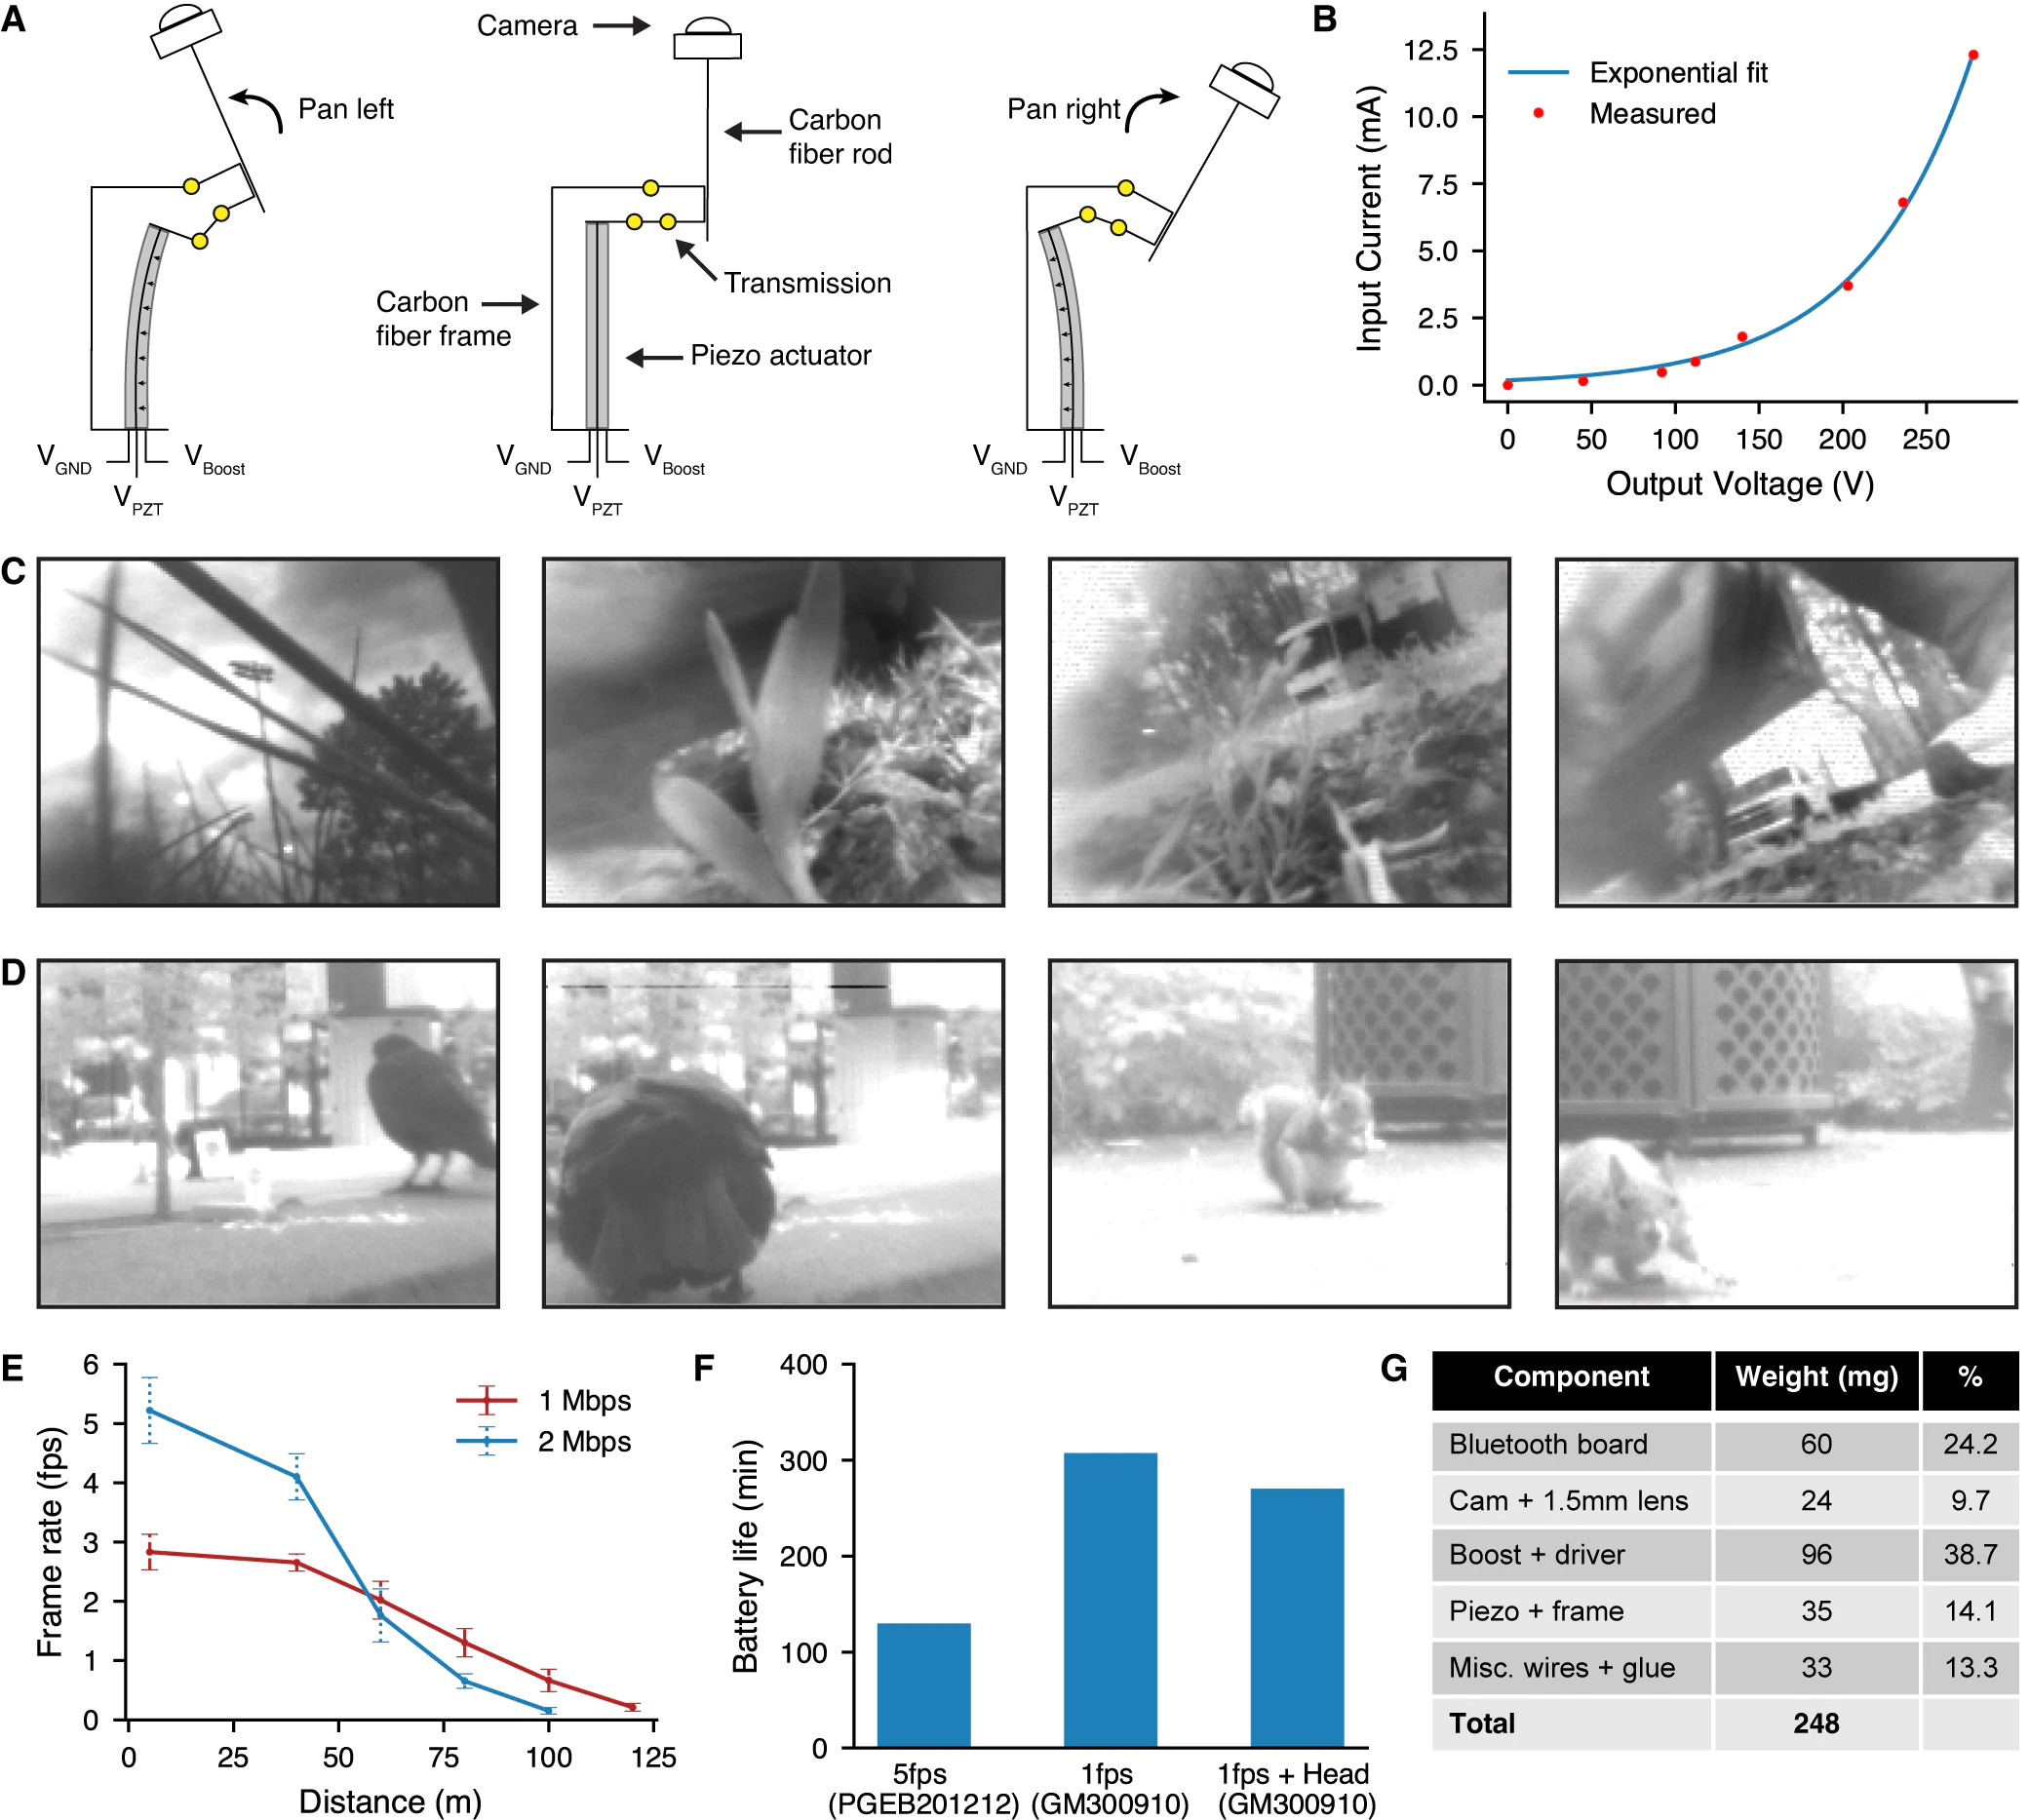 A
Camera
Pan left
Carbon
fiber rod
Pan right
Transmission
Carbon
fiber frame
Piezo actuator
VGND
VBoost
VPZT
VGND
VBoost
VPZT
VGND
VBoost
VPZT
B
Input Current (mA)
12.5
10.0
7.5
5.0
2.5
0.0
Exponential fit
Measured
0 50 100 150 200 250
Output Voltage (V)
C
D
E
Frame rate (fps)
6
5
4
3
2
1
0
1 Mbps
2 Mbps
0 25 50 75 100 125
Distance (m)
F
Battery life (min)
400
300
200
100
0
5fps
(PGEB201212)
1fps
(GM300910)
1fps + Head
(GM300910)
G
Component Weight (mg) %
Bluetooth board 60 24.2
Cam + 1.5mm lens 24 9.7
Boost + driver 96 38.7
Piezo + frame 35 14.1
Misc. wires + glue 33 13.3
Total 248